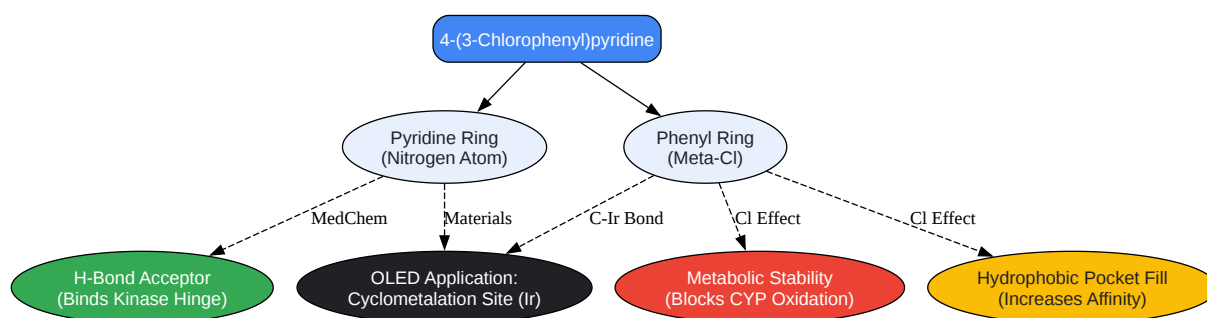 4-(3-Chlorophenyl)pyridine
Pyridine Ring
(Nitrogen Atom)
Phenyl Ring
(Meta-Cl)
MedChem
Materials
C-Ir Bond
Cl Effect
Cl Effect
H-Bond Acceptor
(Binds Kinase Hinge)
OLED Application:
Cyclometalation Site (Ir)
Metabolic Stability
(Blocks CYP Oxidation)
Hydrophobic Pocket Fill
(Increases Affinity)